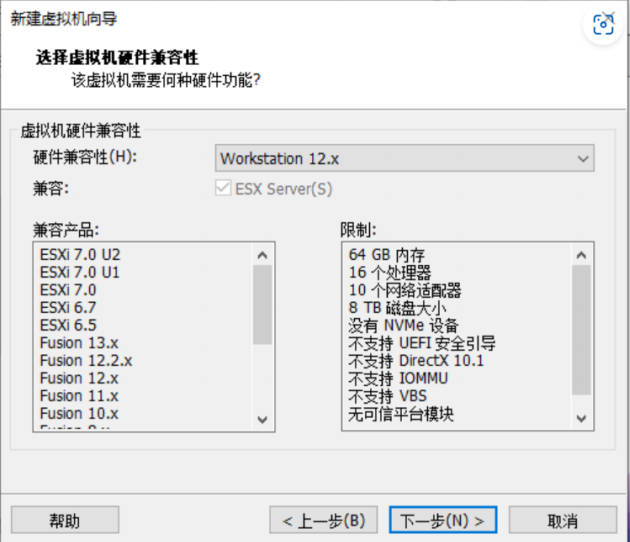 新建虚拟机向导
选择虚拟机硬件兼容性
该虚拟机需要何种硬件功能?
虚拟机硬件兼容性
硬件兼容性(H):
Workstation 12.x
兼容:
ESX Server(S)
兼容产品:
ESXi 7.0 U2
ESXi 7.0 U1
ESXi 7.0
ESXi 6.7
ESXi 6.5
Fusion 13.x
Fusion 12.2.x
Fusion 12.x
Fusion 11.x
Fusion 10.x
限制:
64 GB 内存
16 个处理器
10 个网络适配器
8 TB 磁盘大小
没有 NVMe 设备
不支持 UEFI 安全引导
不支持 DirectX 10.1
不支持 IOMMU
不支持 VBS
无可信平台模块
帮助
< 上一步(B)
下一步(N) >
取消